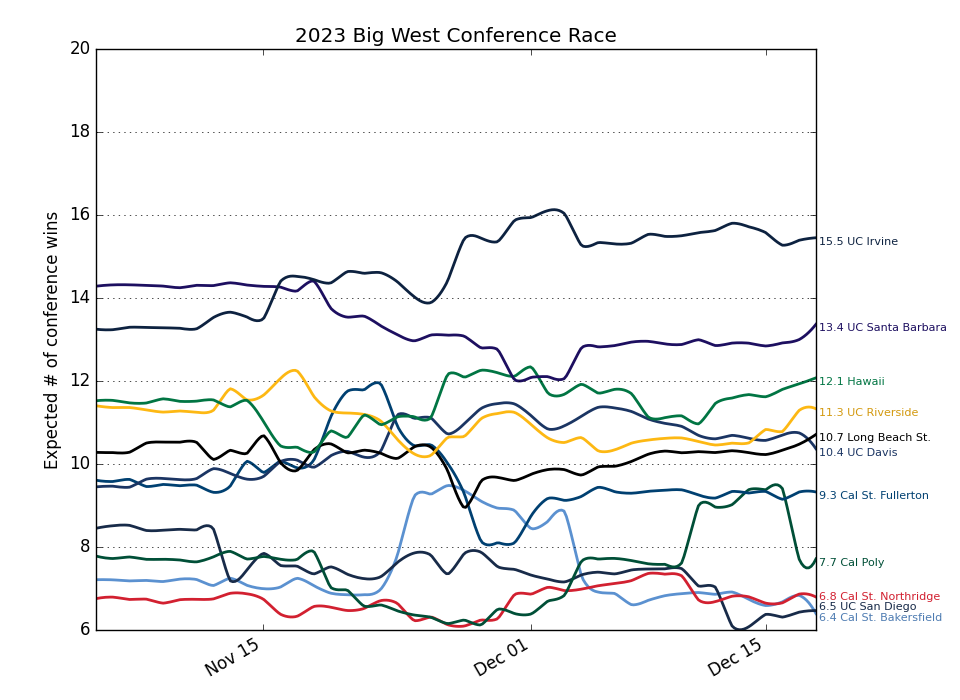 2023 Big West Conference Race
Expected # of conference wins
20
18
16
14
12
10
8
6
Nov 15
Dec 01
Dec 15
15.5 UC Irvine
13.4 UC Santa Barbara
12.1 Hawaii
11.3 UC Riverside
10.7 Long Beach St.
10.4 UC Davis
9.3 Cal St. Fullerton
7.7 Cal Poly
6.8 Cal St. Northridge
6.5 UC San Diego
6.4 Cal St. Bakersfield